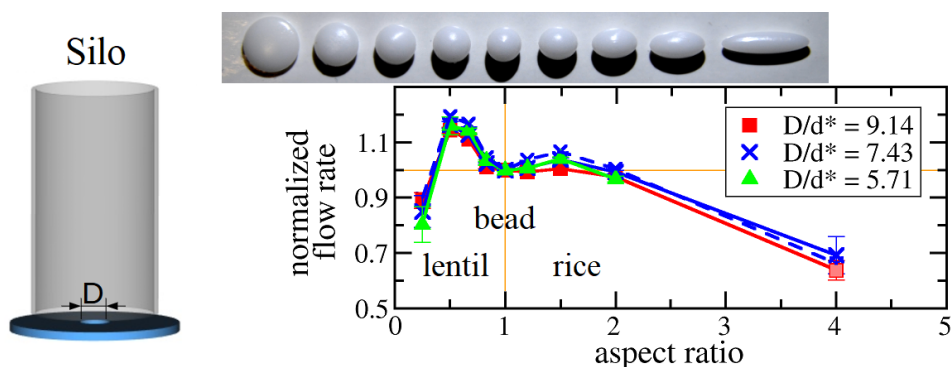 Silo
D
normalized
flow rate
1.1
0.9
0.7
0.5
D/d* = 9.14
D/d* = 7.43
D/d* = 5.71
bead
lentil
rice
0
1
2
3
4
5
aspect ratio